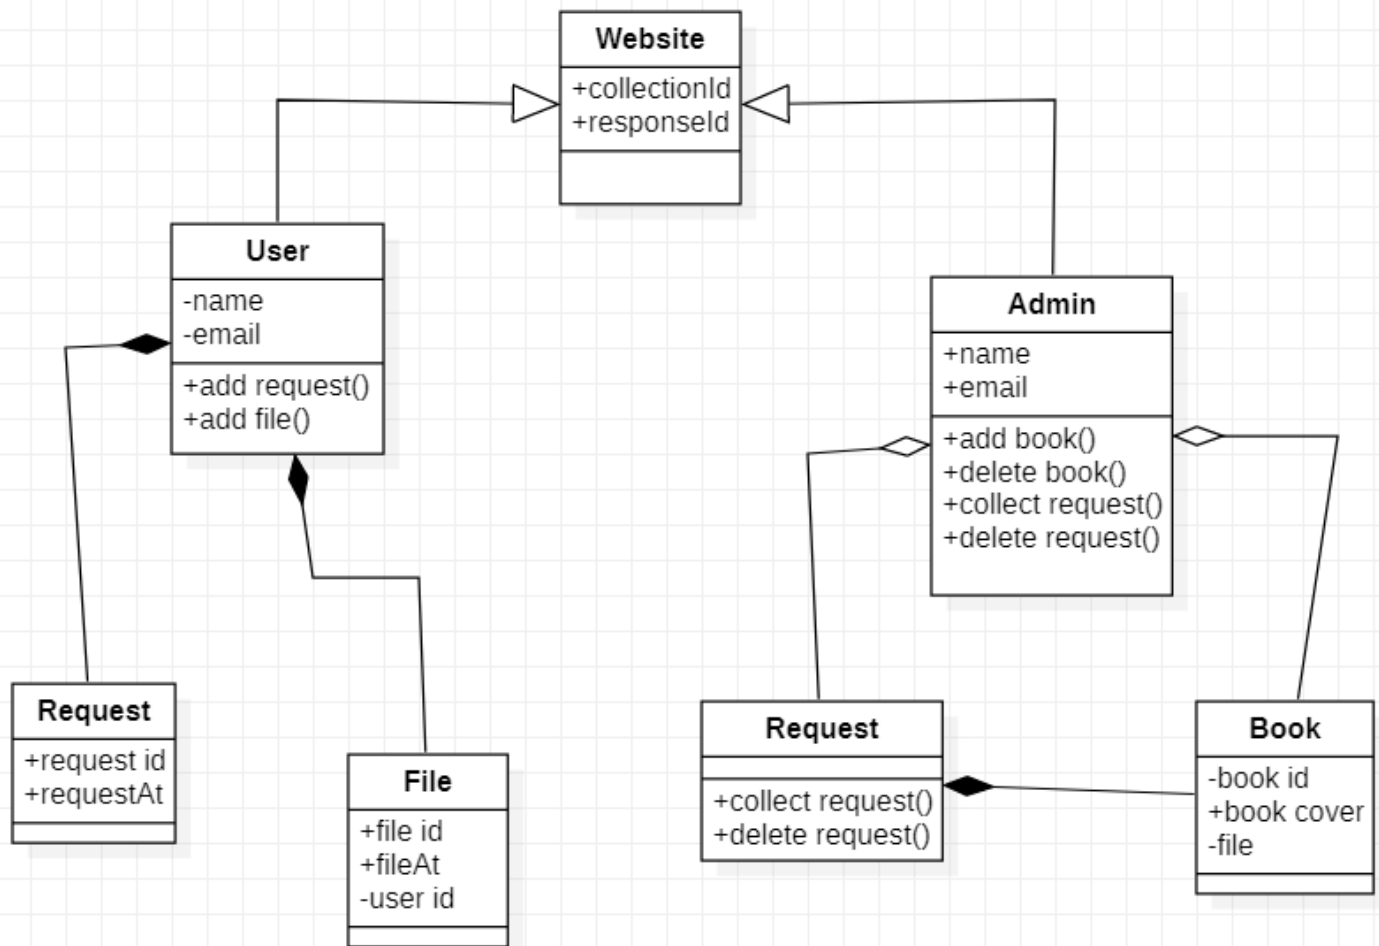 Website
+collectionId
+responseId
User
-name
-email
+add request()
+add file()
Admin
+name
+email
+add book()
+delete book()
+collect request()
+delete request()
Request
+request id
+requestAt
File
+file id
+fileAt
-user id
Request
+collect request()
+delete request()
Book
-book id
+book cover
-file